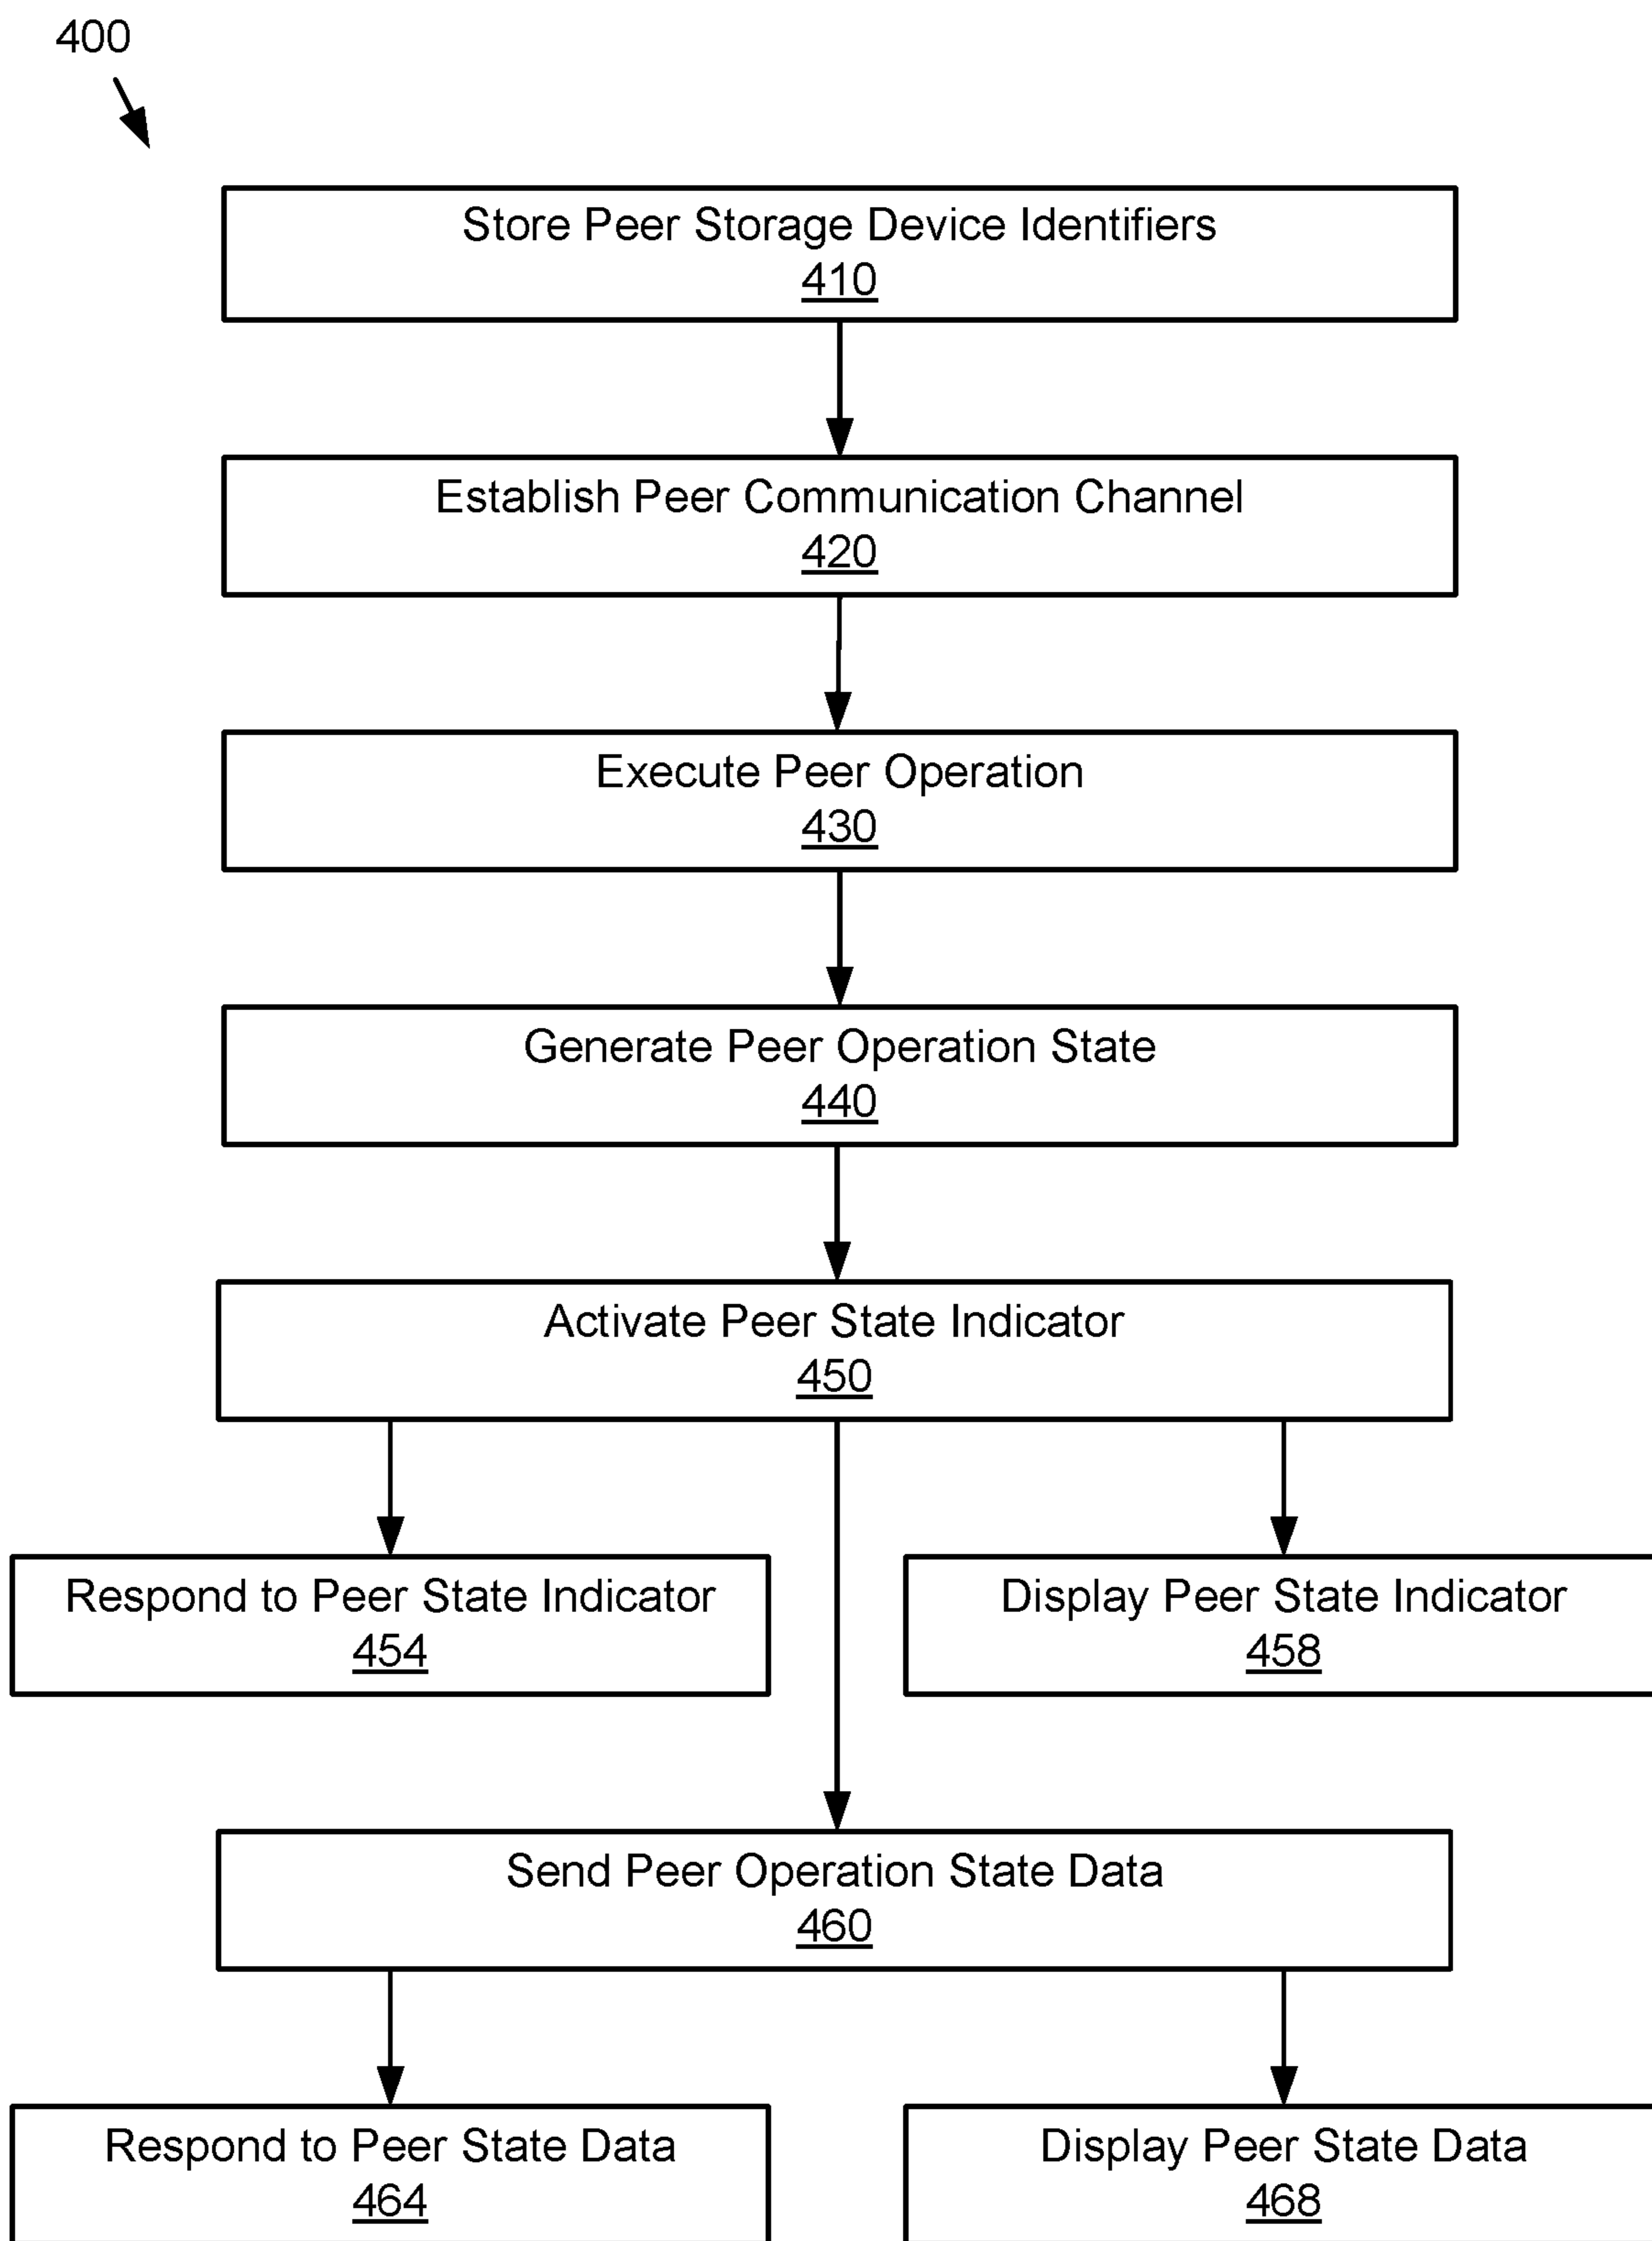 400
Store Peer Storage Device Identifiers
410
Establish Peer Communication Channel
420
Execute Peer Operation
430
Generate Peer Operation State
440
Activate Peer State Indicator
450
Respond to Peer State Indicator
454
Display Peer State Indicator
458
Send Peer Operation State Data
460
Respond to Peer State Data
464
Display Peer State Data
468